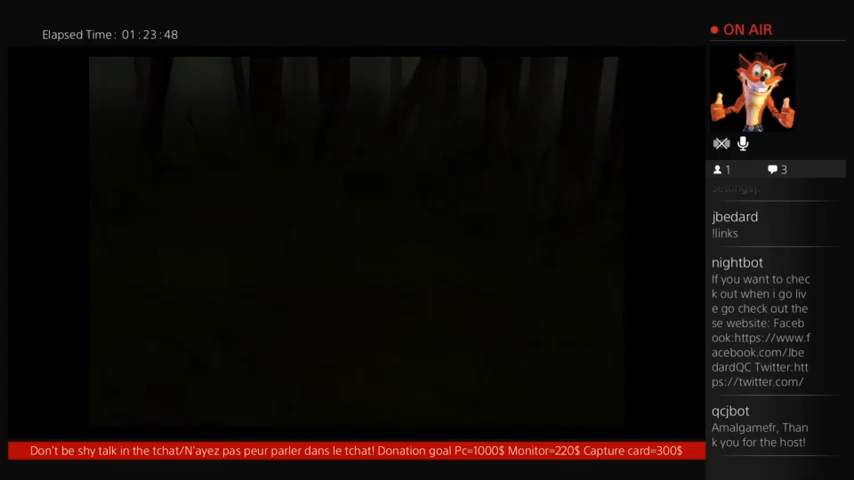 Elapsed Time: 01:23:48
ON AIR
1
3
Settings].
jbedard
!links
nightbot
If you want to chec
k out when i go liv
e go check out the
se website: Faceb
ook:https://www.f
acebook.com/Jbe
dardQC Twitter:htt
ps://twitter.com/
qcjbot
Amalgamefr, Than
k you for the host!
Don't be shy talk in the tchat/N'ayez pas peur parler dans le tchat! Donation goal Pc=1000$ Monitor=220$ Capture card=300$